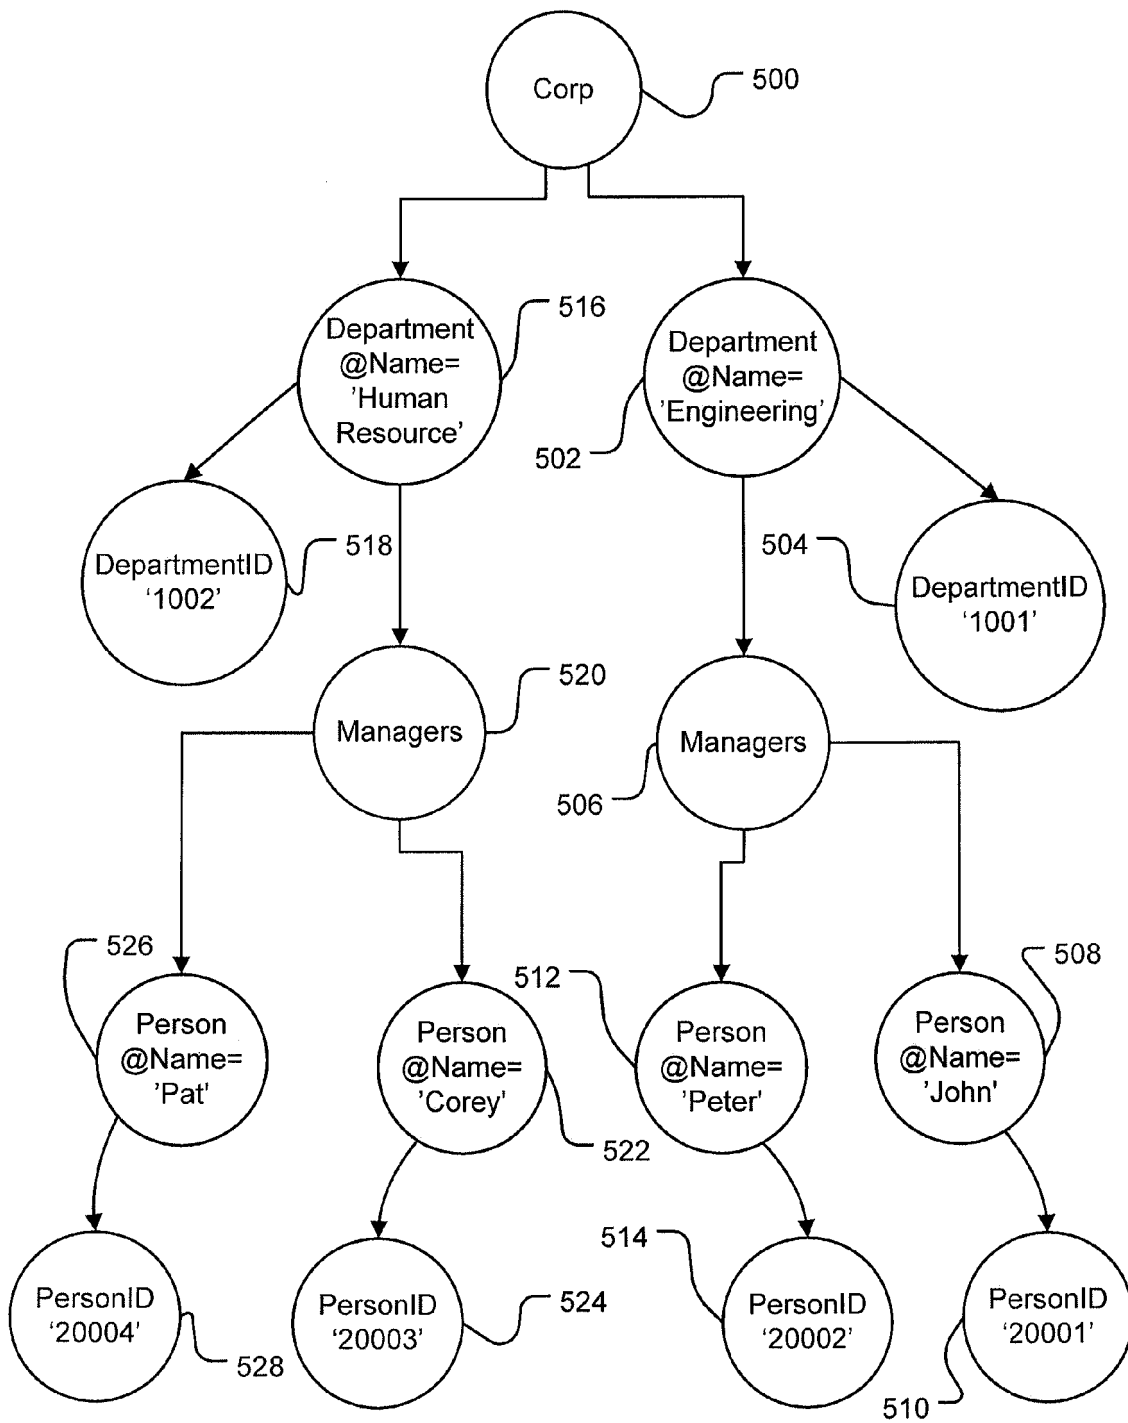 Corp
500
Department
@Name=
'Human
Resource'
516
Department
@Name=
'Engineering'
502
DepartmentID
‘1002’
518
504
DepartmentID
‘1001’
Managers
520
Managers
506
526
Person
@Name=
'Pat'
Person
@Name=
'Corey'
522
512
Person
@Name=
'Peter'
508
Person
@Name=
'John'
PersonID
‘20004’
528
PersonID
‘20003’
524
514
PersonID
‘20002’
PersonID
‘20001’
510